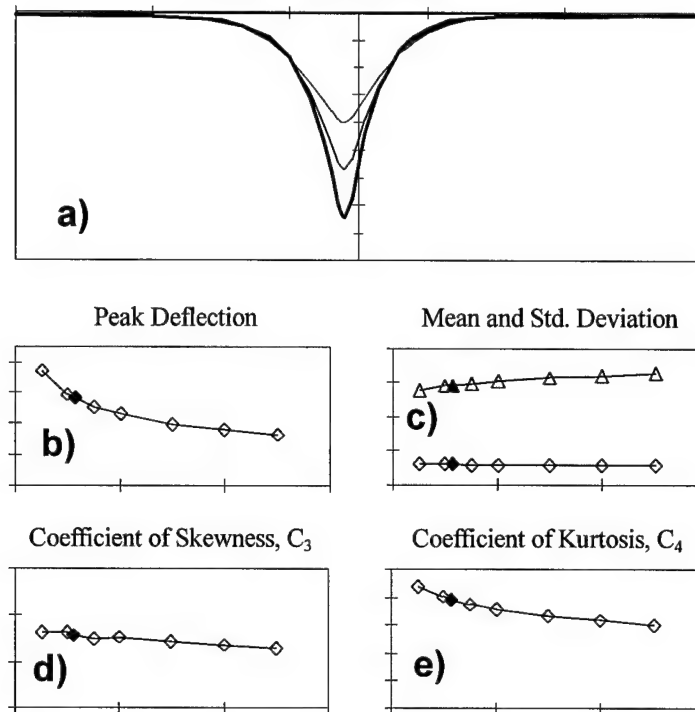 a)
Peak Deflection
Mean and Std. Deviation
b)
c)
Coefficient of Skewness, C₃
Coefficient of Kurtosis, C₄
d)
e)